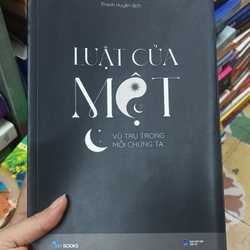 Thanh Huyền dịch
LUẬT CỦA
MỘT
VŨ TRỤ TRONG
MỖI CHÚNG TA